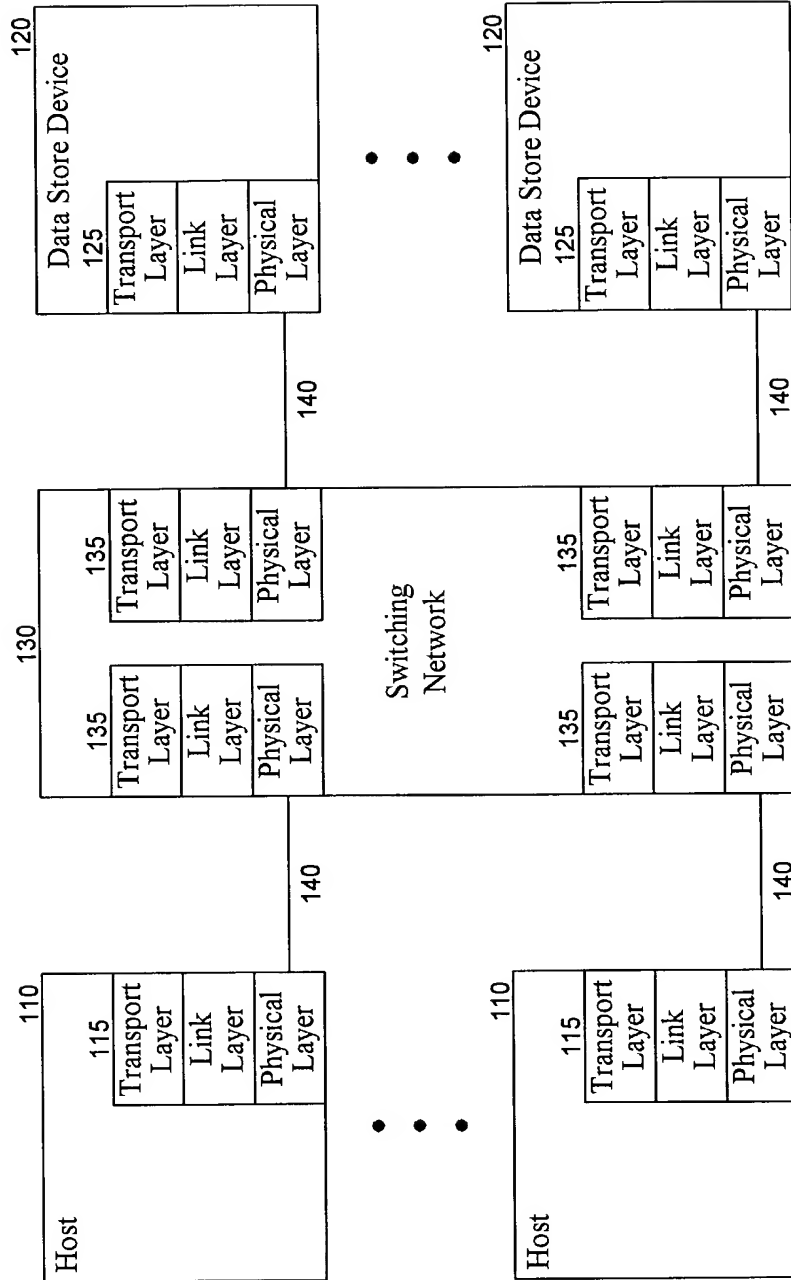 110
Host
115
Transport
Layer
Link
Layer
Physical
Layer
140
130
135
Transport
Layer
Link
Layer
Physical
Layer
135
Transport
Layer
Link
Layer
Physical
Layer
140
120
Data Store Device
125
Transport
Layer
Link
Layer
Physical
Layer
Switching
Network
110
Host
115
Transport
Layer
Link
Layer
Physical
Layer
140
135
Transport
Layer
Link
Layer
Physical
Layer
135
Transport
Layer
Link
Layer
Physical
Layer
140
120
Data Store Device
125
Transport
Layer
Link
Layer
Physical
Layer